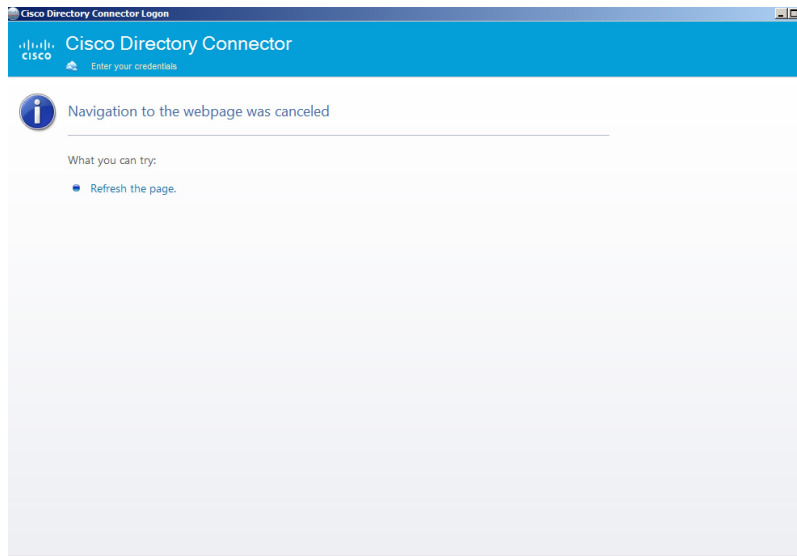 Cisco Directory Connector Logon
CISCO
Cisco Directory Connector
Enter your credentials
Navigation to the webpage was canceled
What you can try:
Refresh the page.